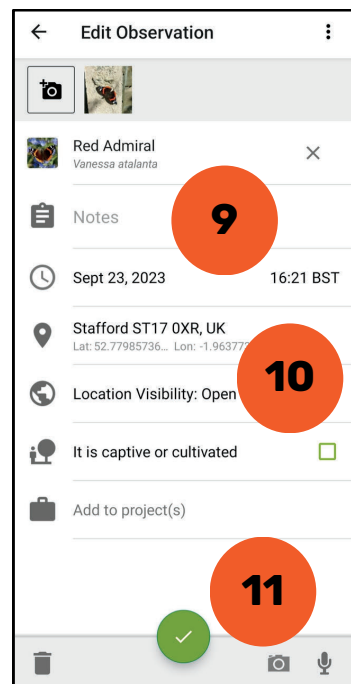 Edit Observation
Red Admiral
Vanessa atalanta
Notes
9
Sept 23, 2023 16:21 BST
Stafford ST17 0XR, UK
Lat: 52.77985736... Lon: -1.963772
10
Location Visibility: Open
It is captive or cultivated
Add to project(s)
11